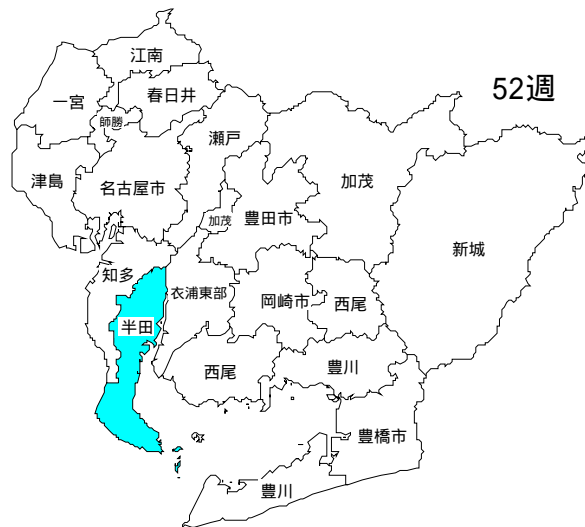 江南
52週
一宮
春日井
師勝
瀬戸
津島
名古屋市
加茂
加茂
豊田市
新城
知多
衣浦東部
岡崎市
西尾
半田
西尾
豊川
豊橋市
豊川